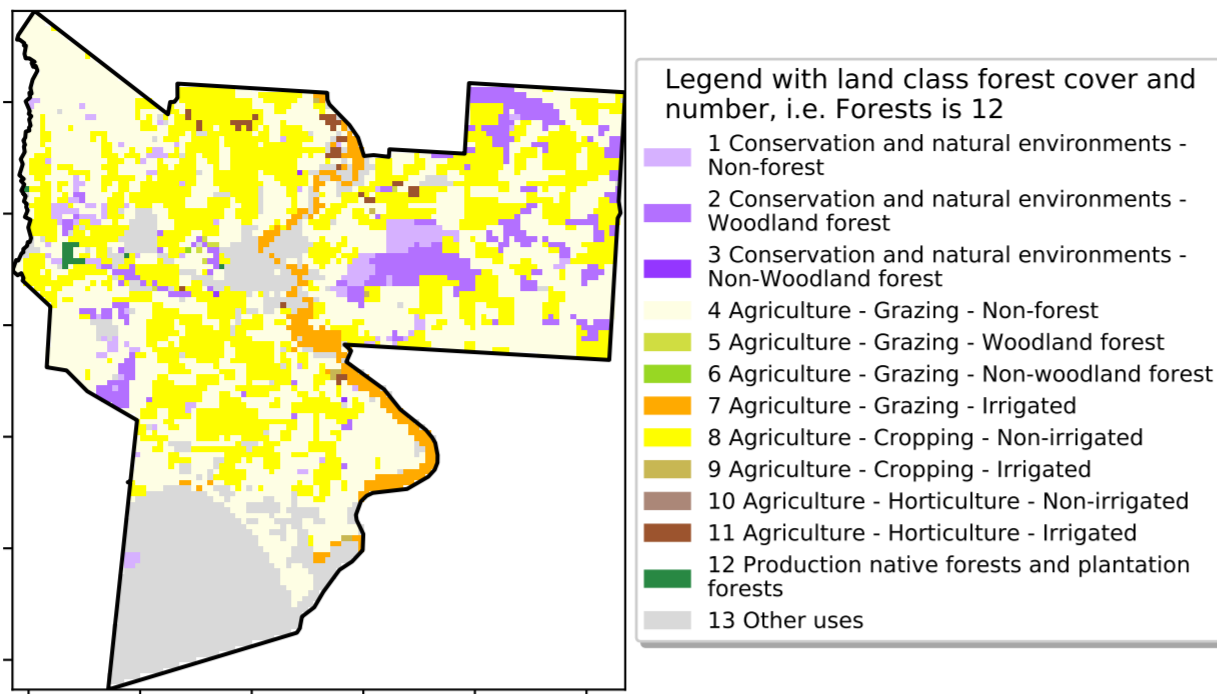 Legend with land class forest cover and
number, i.e. Forests is 12
1 Conservation and natural environments -
Non-forest
2 Conservation and natural environments -
Woodland forest
3 Conservation and natural environments -
Non-Woodland forest
4 Agriculture - Grazing - Non-forest
5 Agriculture - Grazing - Woodland forest
6 Agriculture - Grazing - Non-woodland forest
7 Agriculture - Grazing - Irrigated
8 Agriculture - Cropping - Non-irrigated
9 Agriculture - Cropping - Irrigated
10 Agriculture - Horticulture - Non-irrigated
11 Agriculture - Horticulture - Irrigated
12 Production native forests and plantation
forests
13 Other uses